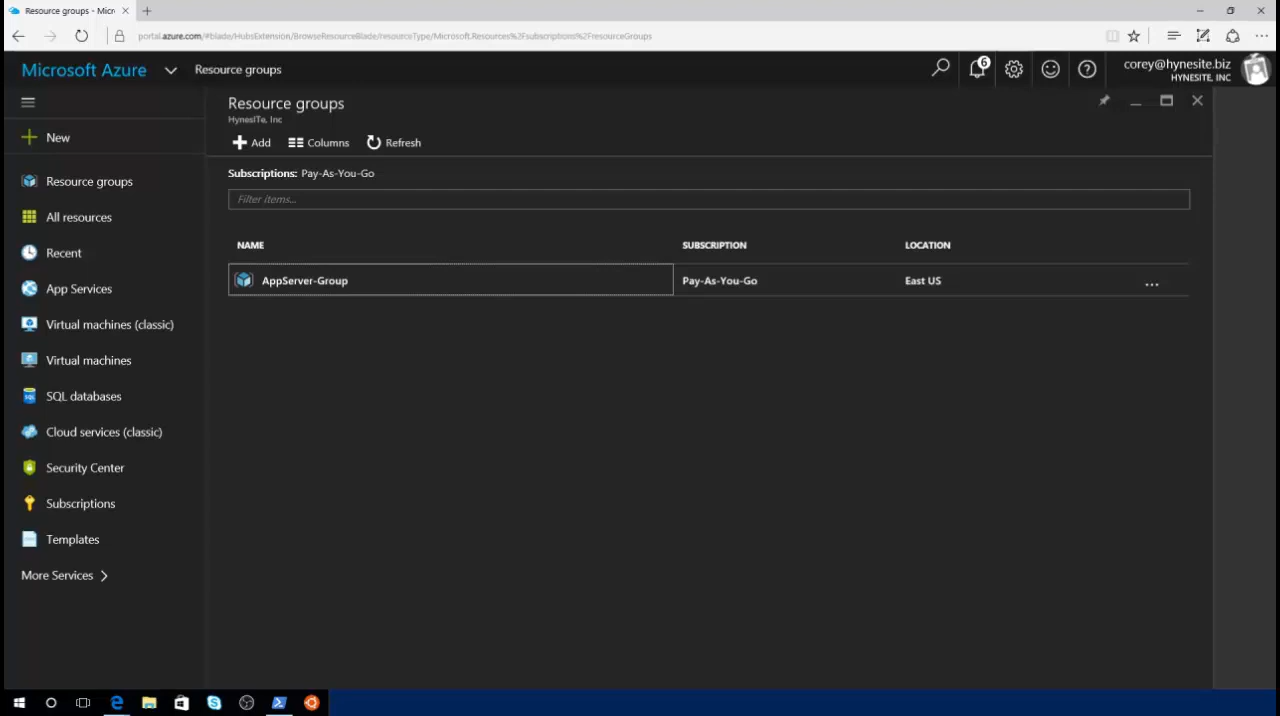 Resource groups - Micr
portal.azure.com/#blade/HubsExtension/BrowseResourceBlade/resourceType/Microsoft.Resources%2Fsubscriptions%2FresourceGroups
Microsoft Azure
Resource groups
6
corey@hynesite.biz
HYNESITE, INC
Resource groups
HynesITe, Inc
New
Add
Columns
Refresh
Subscriptions: Pay-As-You-Go
Filter items...
NAME
SUBSCRIPTION
LOCATION
AppServer-Group
Pay-As-You-Go
East US
...
Resource groups
All resources
Recent
App Services
Virtual machines (classic)
Virtual machines
SQL databases
Cloud services (classic)
Security Center
Subscriptions
Templates
More Services